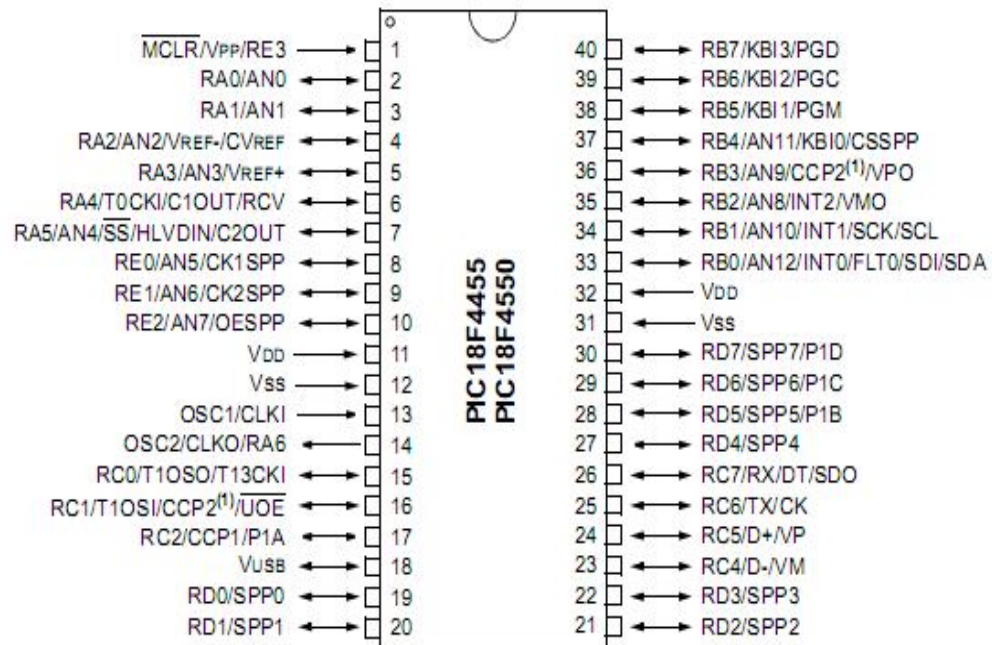 MCLR/VPP/RE3 1
RA0/AN0 2
RA1/AN1 3
RA2/AN2/VREF-/CVREF 4
RA3/AN3/VREF+ 5
RA4/T0CKI/C1OUT/RCV 6
RA5/AN4/SS/HLVDIN/C2OUT 7
RE0/AN5/CK1SPP 8
RE1/AN6/CK2SPP 9
RE2/AN7/OESPP 10
VDD 11
VSS 12
OSC1/CLKI 13
OSC2/CLKO/RA6 14
RC0/T1OSO/T13CKI 15
RC1/T1OSI/CCP2(1)/UOE 16
RC2/CCP1/P1A 17
VUSB 18
RD0/SPP0 19
RD1/SPP1 20
PIC18F4455
PIC18F4550
40 RB7/KBI3/PGD
39 RB6/KBI2/PGC
38 RB5/KBI1/PGM
37 RB4/AN11/KBI0/CSSPP
36 RB3/AN9/CCP2(1)/VPO
35 RB2/AN8/INT2/VMO
34 RB1/AN10/INT1/SCK/SCL
33 RB0/AN12/INT0/FLT0/SDI/SDA
32 VDD
31 VSS
30 RD7/SPP7/P1D
29 RD6/SPP6/P1C
28 RD5/SPP5/P1B
27 RD4/SPP4
26 RC7/RX/DT/SDO
25 RC6/TX/CK
24 RC5/D+/VP
23 RC4/D-/VM
22 RD3/SPP3
21 RD2/SPP2